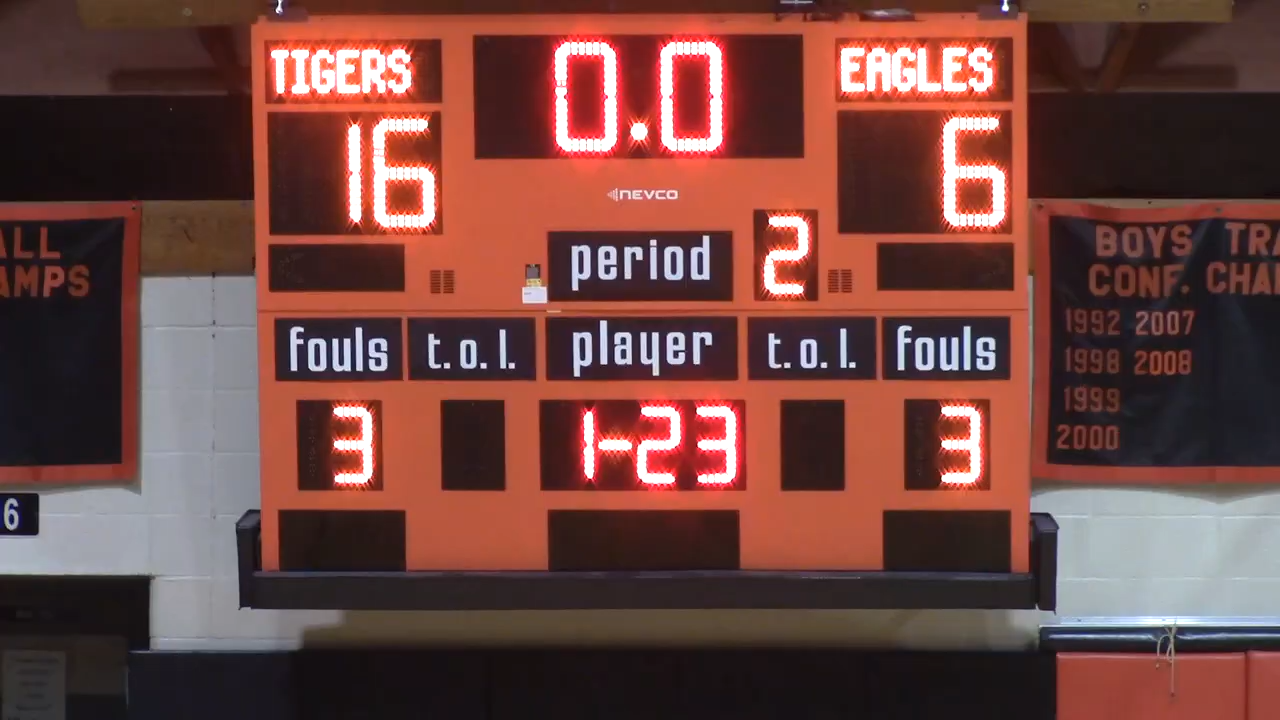 TIGERS
0.0
EAGLES
16
6
NEVCO
period
2
fouls
t.o.l.
player
t.o.l.
fouls
3
1-23
3
ALL
AMPS
6
BOYS TRA
CONF. CHA
1992 2007
1998 2008
1999
2000